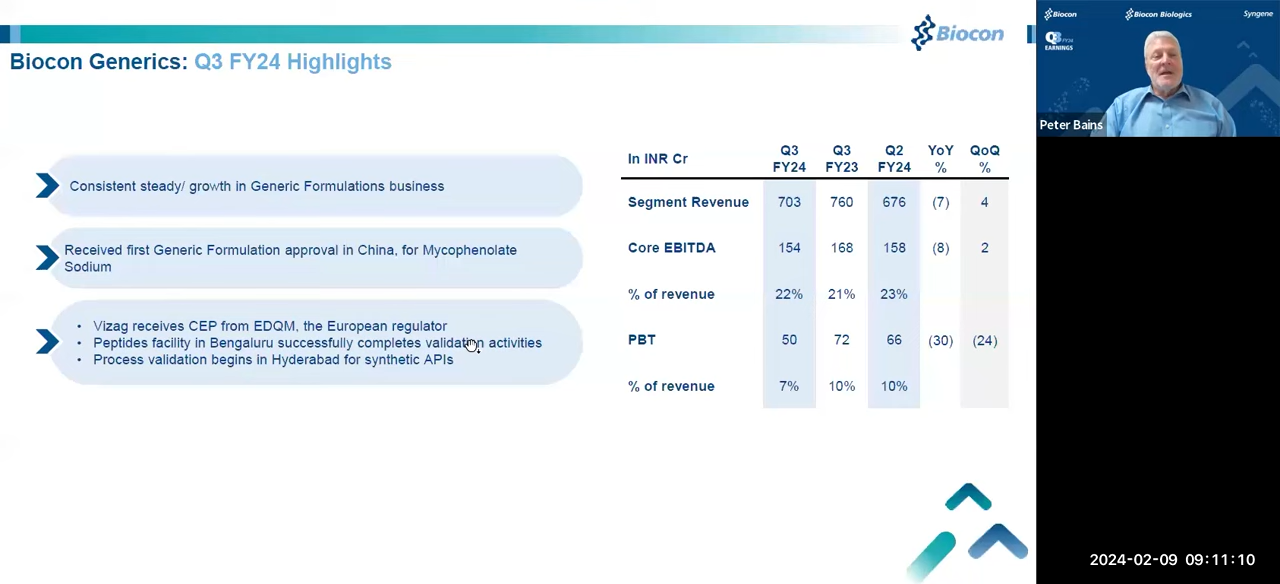 Biocon
Biocon Generics: Q3 FY24 Highlights
Consistent steady/ growth in Generic Formulations business
Received first Generic Formulation approval in China, for Mycophenolate
Sodium
• Vizag receives CEP from EDQM, the European regulator
• Peptides facility in Bengaluru successfully completes validation activities
• Process validation begins in Hyderabad for synthetic APIs
In INR Cr Q3 FY24 Q3 FY23 Q2 FY24 YoY % QoQ %
Segment Revenue 703 760 676 (7) 4
Core EBITDA 154 168 158 (8) 2
% of revenue 22% 21% 23%
PBT 50 72 66 (30) (24)
% of revenue 7% 10% 10%
Biocon Biocon Biologics Syngene
Q3 FY24
EARNINGS
Peter Bains
2024-02-09 09:11:10